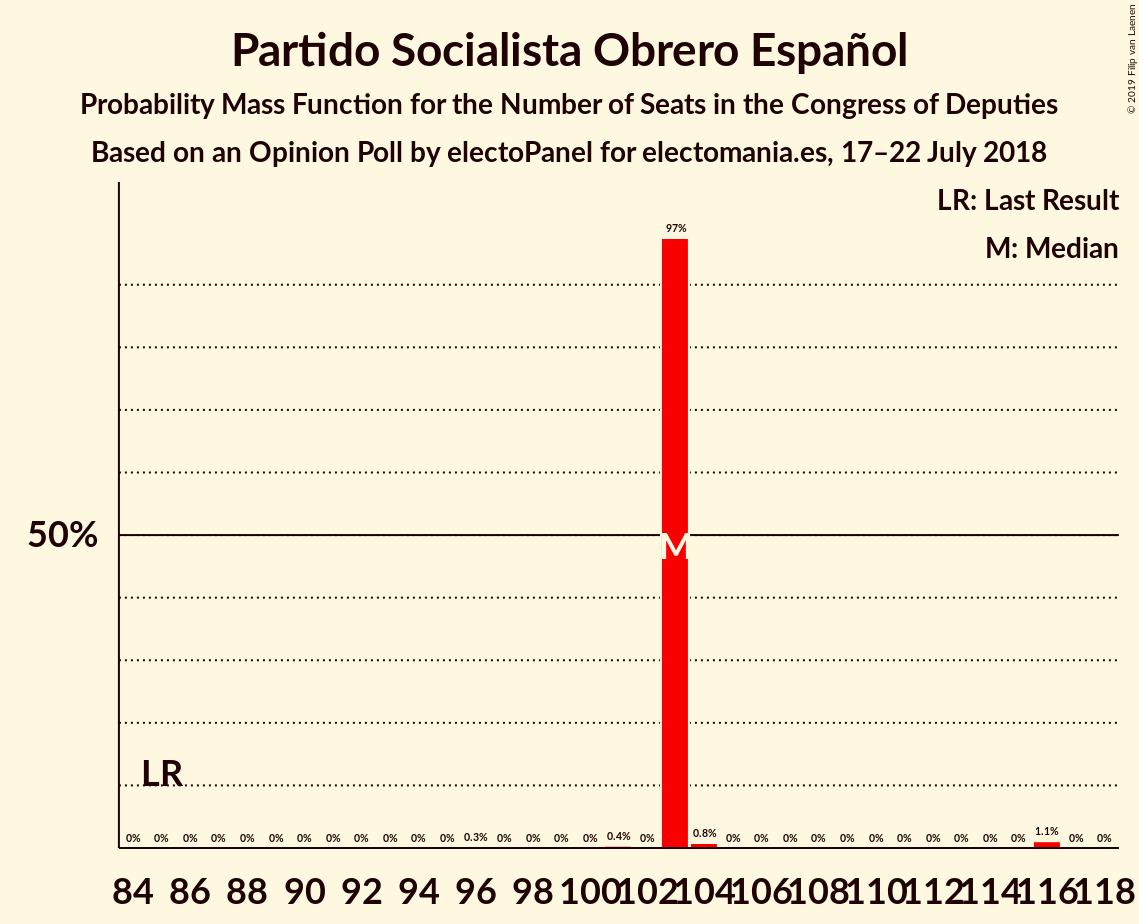 Partido Socialista Obrero Español
Probability Mass Function for the Number of Seats in the Congress of Deputies
Based on an Opinion Poll by electoPanel for electomania.es, 17–22 July 2018
© 2019 Filip van Laenen
LR: Last Result
M: Median
97%
50%
M
LR
0% 0% 0% 0% 0% 0% 0% 0% 0% 0% 0% 0% 0.3% 0% 0% 0% 0% 0.4% 0% 0.8% 0% 0% 0% 0% 0% 0% 0% 0% 0% 0% 0% 1.1% 0% 0%
84 86 88 90 92 94 96 98 100 102 104 106 108 110 112 114 116 118